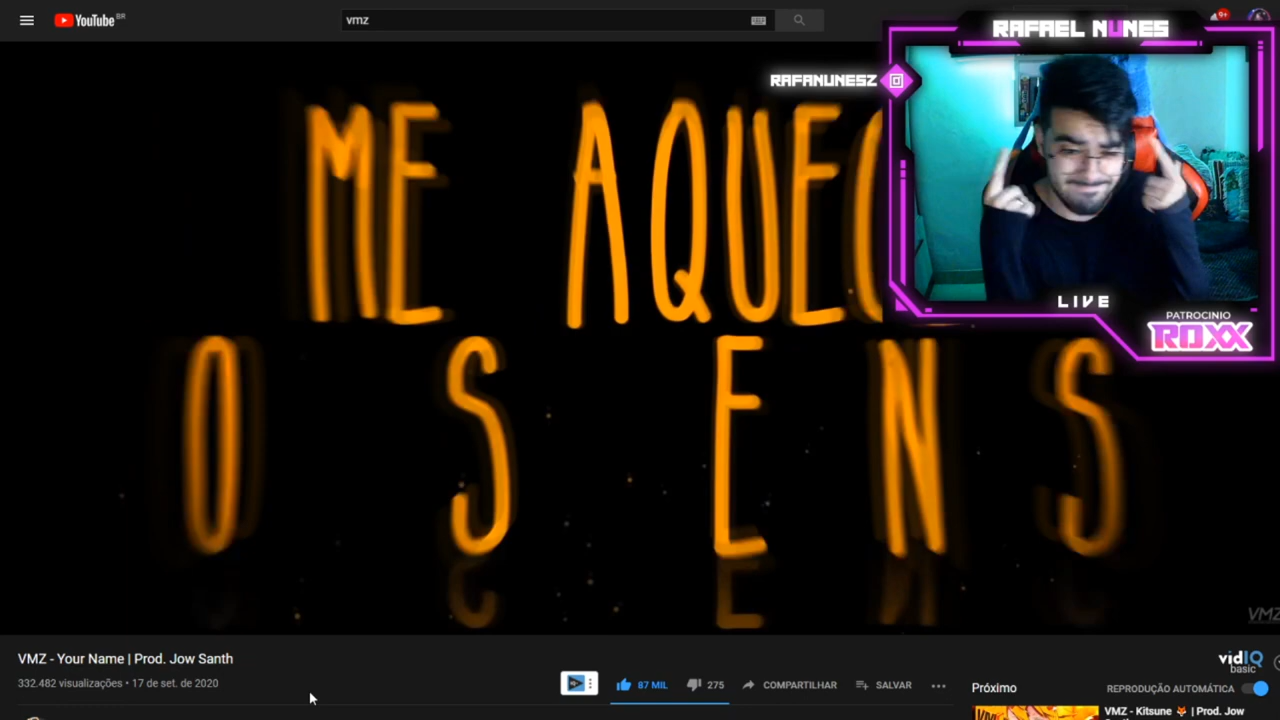 YouTube BR
vmz
9+
RAFAEL NUNES
RAFANUNESZ
ME AQUEC
O S E N S
LIVE
PATROCINIO
ROXX
VMZ
VMZ - Your Name | Prod. Jow Santh
332.482 visualizações • 17 de set. de 2020
87 MIL
275
COMPARTILHAR
SALVAR
vidIQ
basic
Próximo
REPRODUÇÃO AUTOMÁTICA
VMZ - Kitsune 🦊 | Prod. Jow